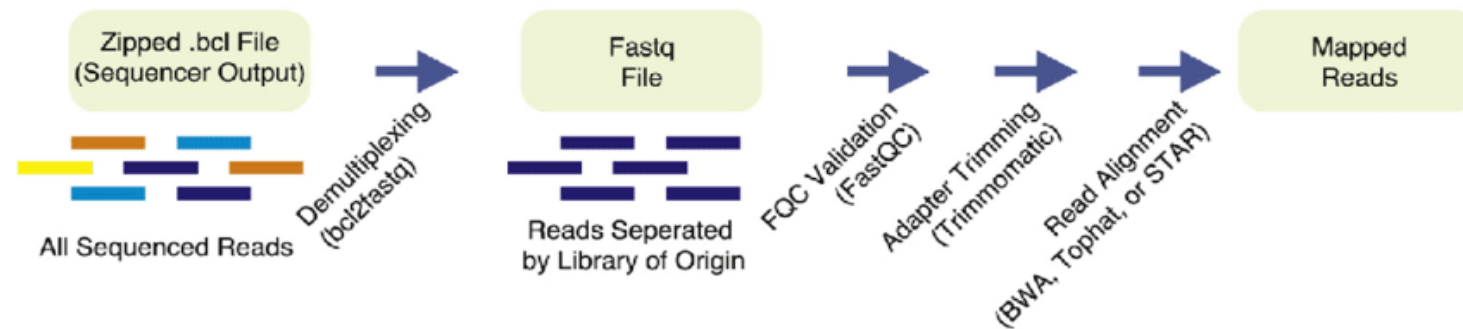 Zipped .bcl File
(Sequencer Output)
All Sequenced Reads
Demultiplexing
(bcl2fastq)
Fastq
File
Reads Seperated
by Library of Origin
FQC Validation
(FastQC)
Adapter Trimming
(Trimmomatic)
Read Alignment
(BWA, Tophat, or STAR)
Mapped
Reads